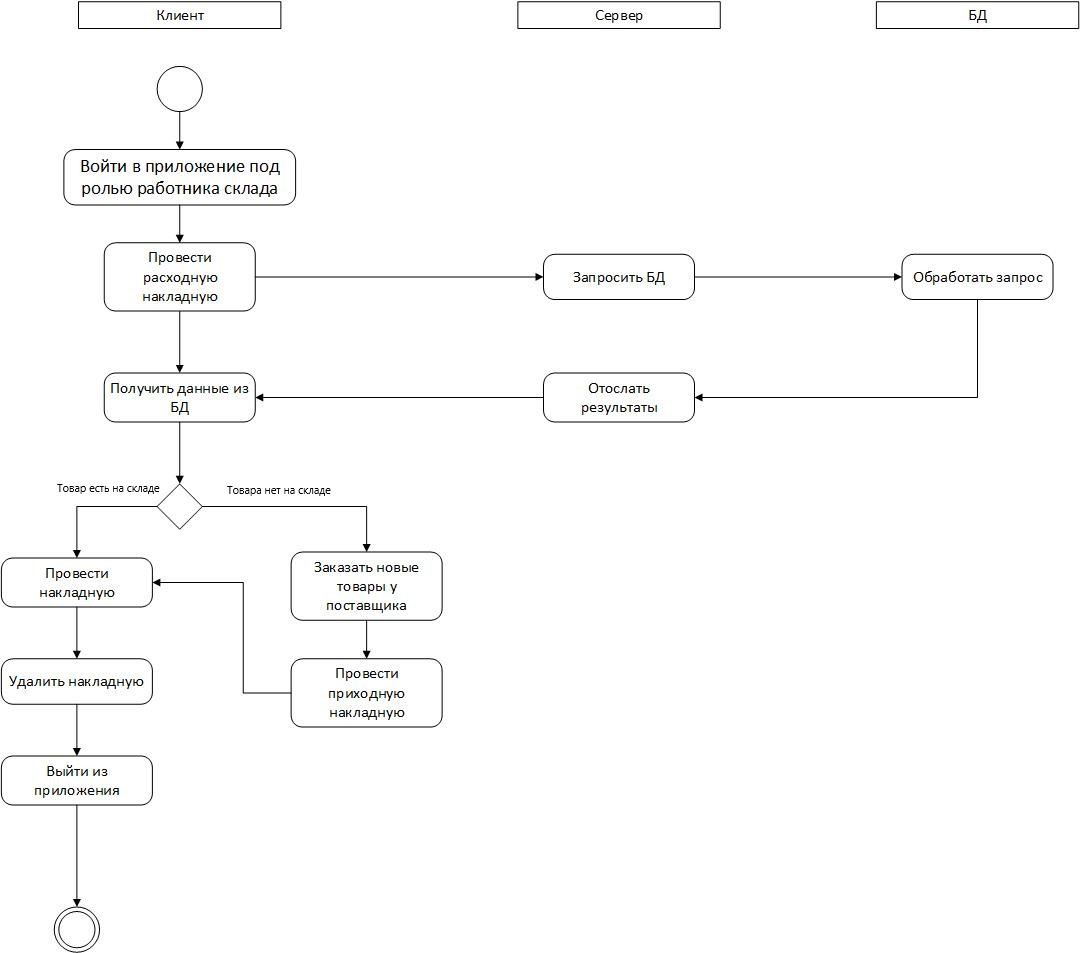 Клиент
Сервер
БД
Войти в приложение под
ролью работника склада
Провести
расходную
накладную
Запросить БД
Обработать запрос
Получить данные из
БД
Отослать
результаты
Товар есть на складе
Товара нет на складе
Провести
накладную
Заказать новые
товары у
поставщика
Удалить накладную
Провести
приходную
накладную
Выйти из
приложения